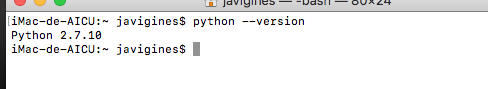 javigines — -bash — 80×24
[iMac-de-AICU:~ javigines$ python --version
Python 2.7.10
iMac-de-AICU:~ javigines$